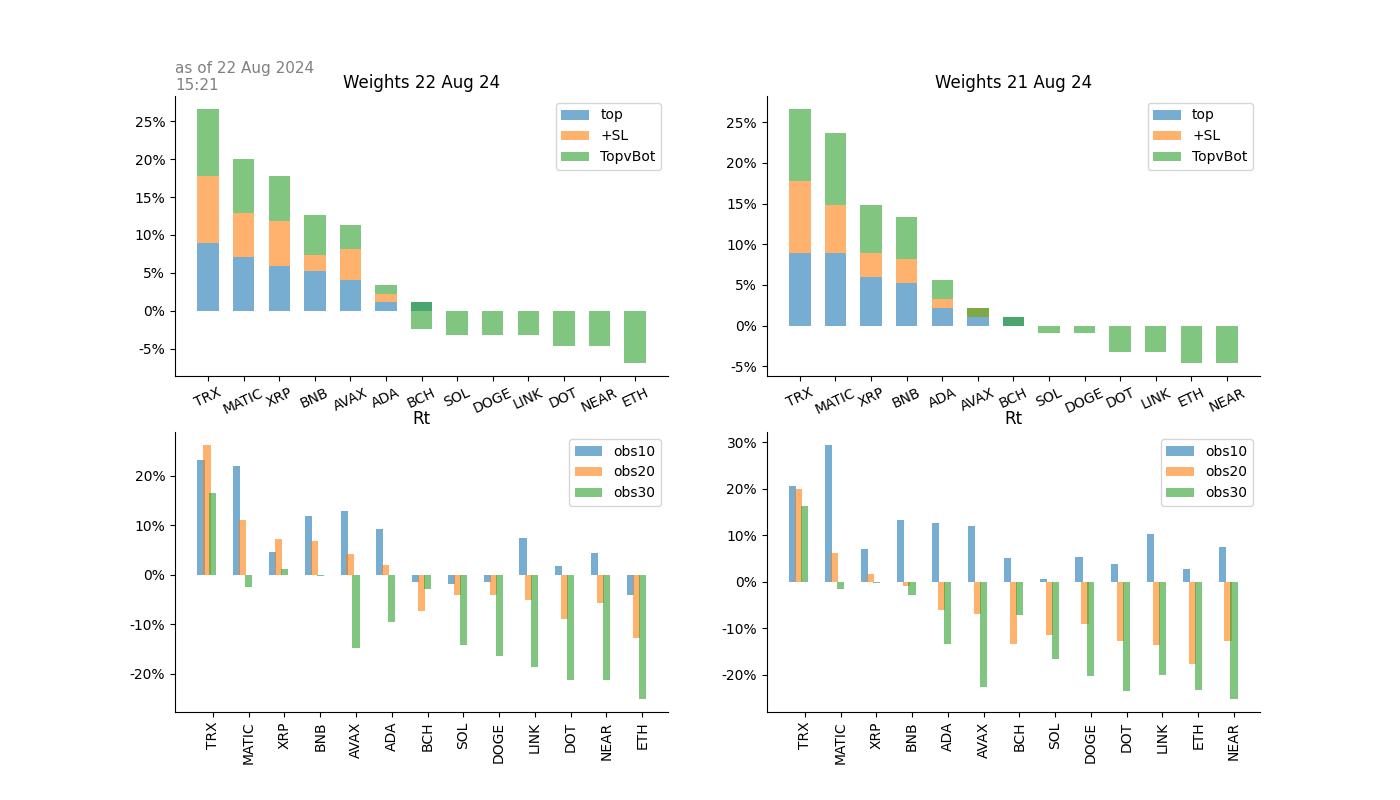 as of 22 Aug 2024
15:21
Weights 22 Aug 24
25%
20%
15%
10%
5%
0%
-5%
top
+SL
TopvBot
TRX MATIC XRP BNB AVAX ADA BCH SOL DOGE LINK DOT NEAR ETH
Weights 21 Aug 24
25%
20%
15%
10%
5%
0%
-5%
top
+SL
TopvBot
TRX MATIC XRP BNB ADA AVAX BCH SOL DOGE DOT LINK ETH NEAR
Rt
20%
10%
0%
-10%
-20%
obs10
obs20
obs30
TRX MATIC XRP BNB AVAX ADA BCH SOL DOGE LINK DOT NEAR ETH
Rt
30%
20%
10%
0%
-10%
-20%
obs10
obs20
obs30
TRX MATIC XRP BNB ADA AVAX BCH SOL DOGE DOT LINK ETH NEAR